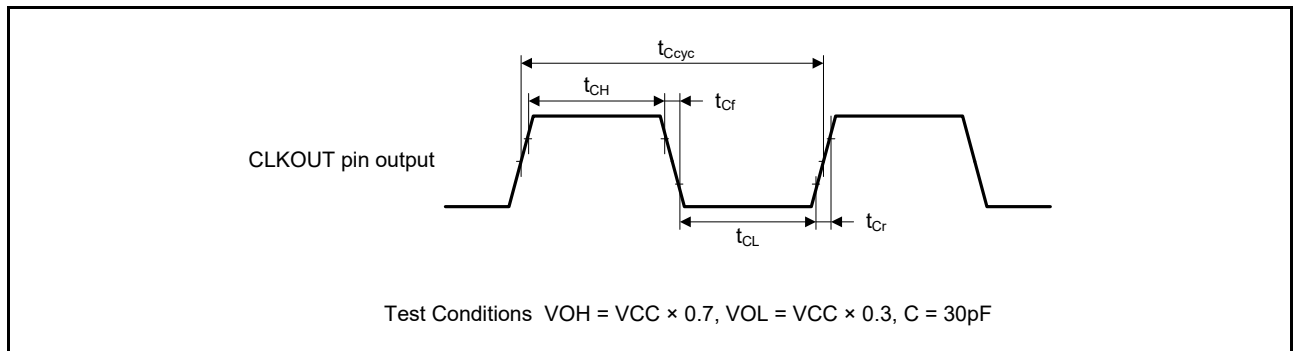 tCcyc
tCH
tCf
CLKOUT pin output
tCL
tCr
Test Conditions VOH = VCC × 0.7, VOL = VCC × 0.3, C = 30pF